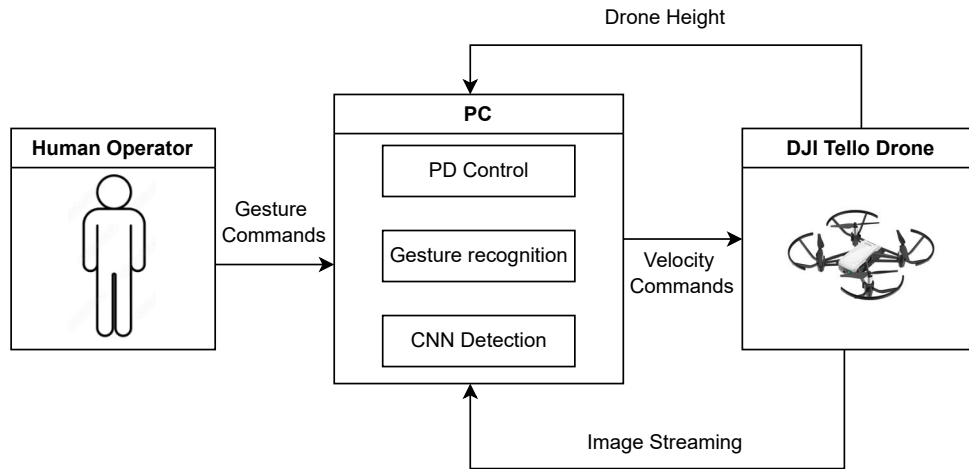 Drone Height
PC
Human Operator
DJI Tello Drone
PD Control
Gesture
Commands
Gesture recognition
Velocity
Commands
CNN Detection
Image Streaming